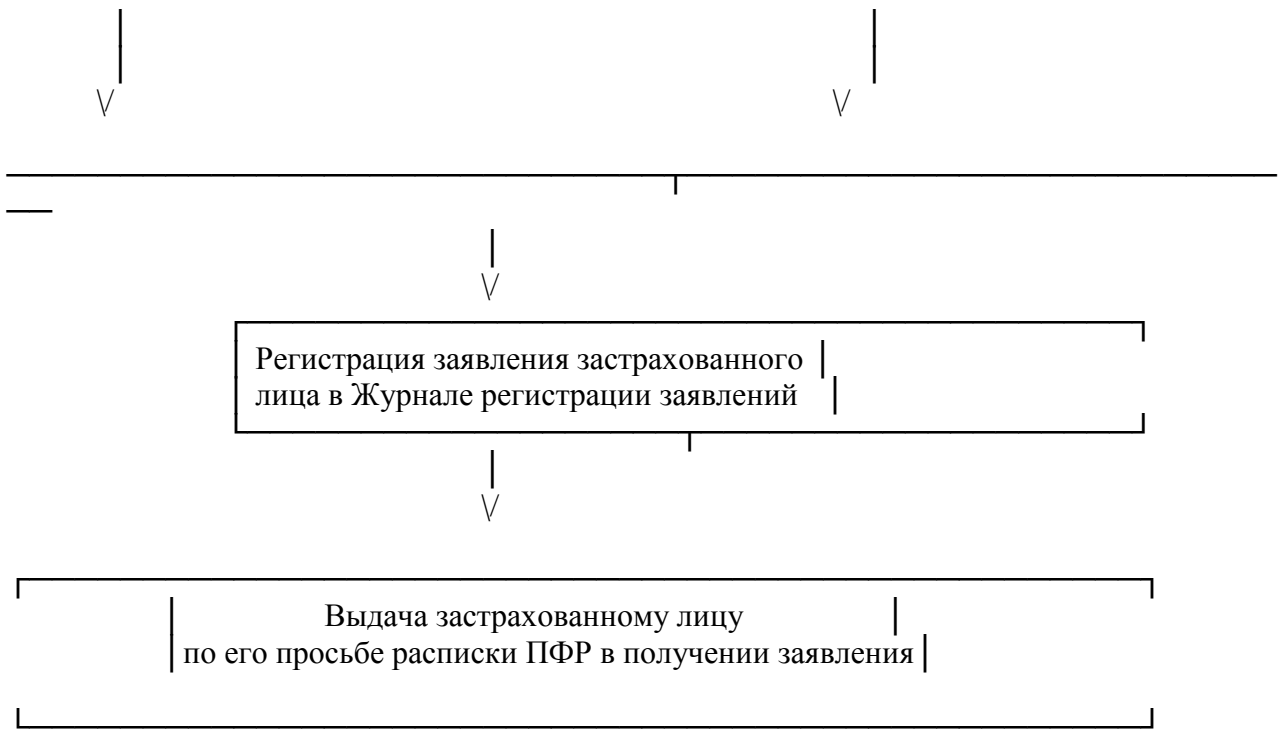 Регистрация заявления застрахованного
лица в Журнале регистрации заявлений
Выдача застрахованному лицу
по его просьбе расписки ПФР в получении заявления